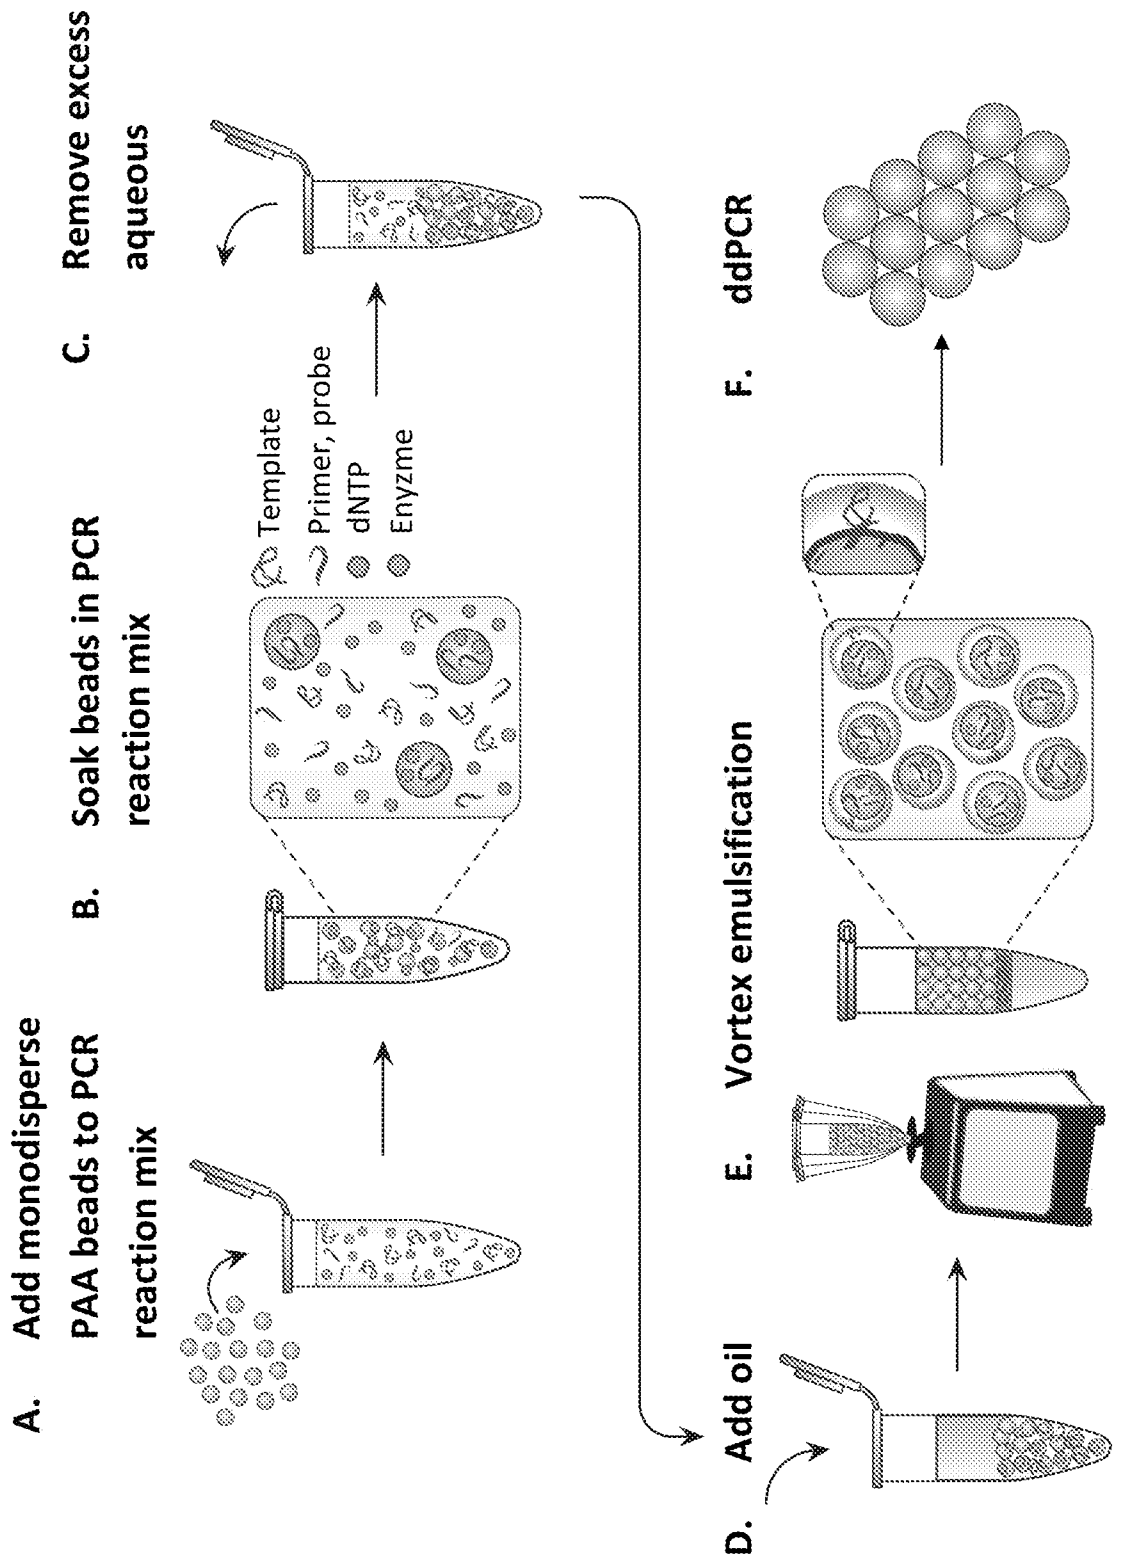 A. Add monodisperse
PAA beads to PCR
reaction mix
B. Soak beads in PCR
reaction mix
Template
Primer, probe
dNTP
Enyzme
C. Remove excess
aqueous
D. Add oil
E. Vortex emulsification
F. ddPCR